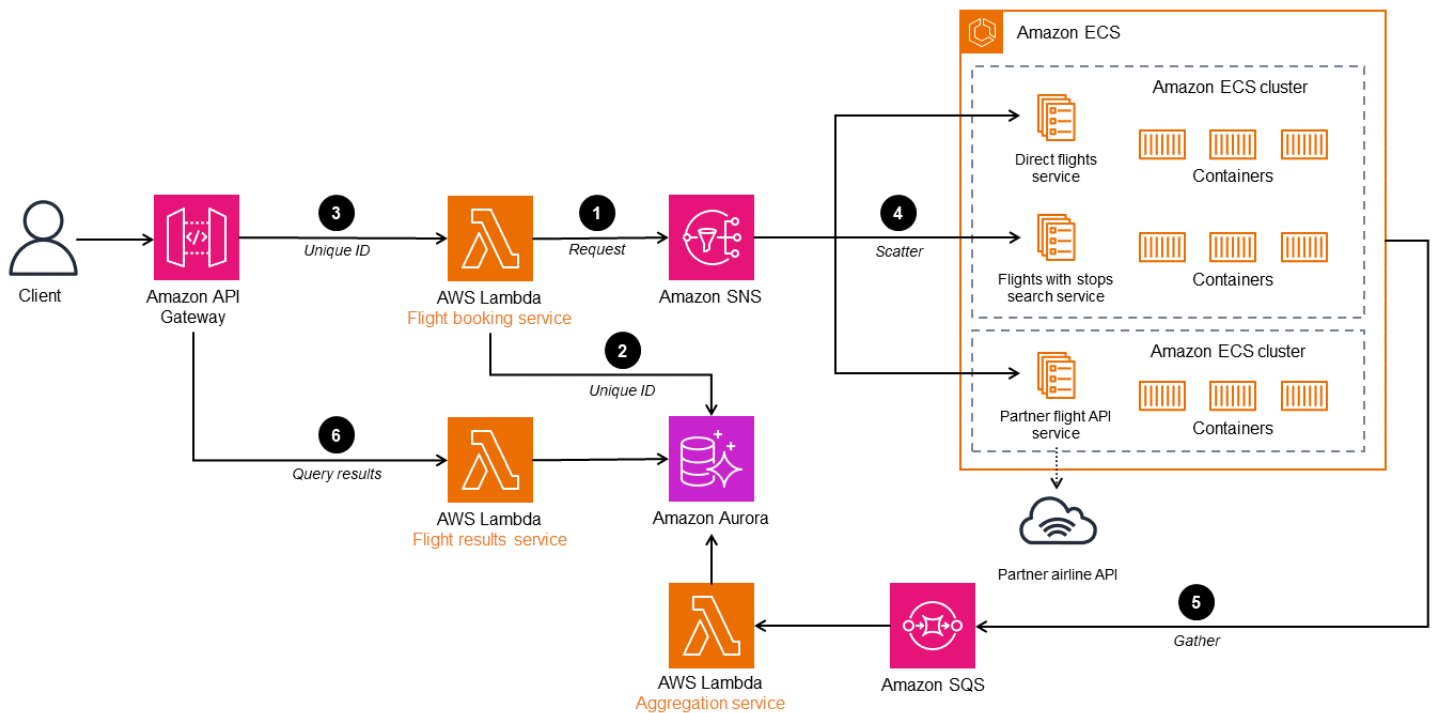 Amazon ECS
Amazon ECS cluster
Direct flights
service
Containers
3
Unique ID
1
Request
4
Scatter
Client
Amazon API
Gateway
AWS Lambda
Flight booking service
Amazon SNS
Flights with stops
search service
Containers
2
Unique ID
Amazon ECS cluster
Partner flight API
service
Containers
6
Query results
AWS Lambda
Flight results service
Amazon Aurora
Partner airline API
5
Gather
AWS Lambda
Aggregation service
Amazon SQS